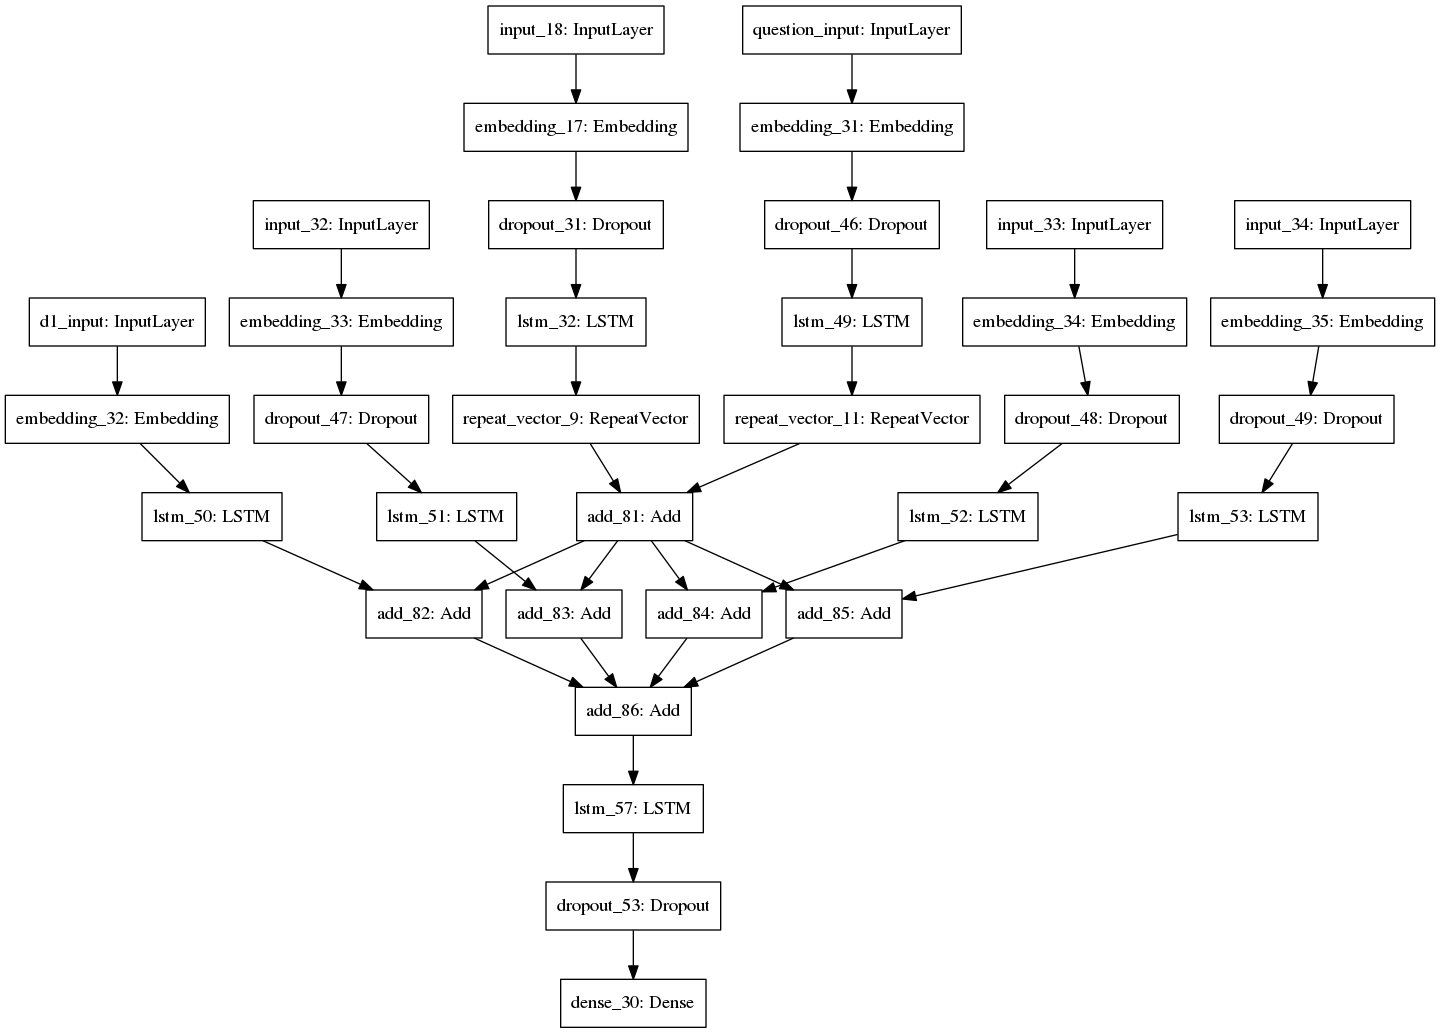 input_18: InputLayer
question_input: InputLayer
embedding_17: Embedding
embedding_31: Embedding
input_32: InputLayer
dropout_31: Dropout
dropout_46: Dropout
input_33: InputLayer
input_34: InputLayer
d1_input: InputLayer
embedding_33: Embedding
lstm_32: LSTM
lstm_49: LSTM
embedding_34: Embedding
embedding_35: Embedding
embedding_32: Embedding
dropout_47: Dropout
repeat_vector_9: RepeatVector
repeat_vector_11: RepeatVector
dropout_48: Dropout
dropout_49: Dropout
lstm_50: LSTM
lstm_51: LSTM
add_81: Add
lstm_52: LSTM
lstm_53: LSTM
add_82: Add
add_83: Add
add_84: Add
add_85: Add
add_86: Add
lstm_57: LSTM
dropout_53: Dropout
dense_30: Dense